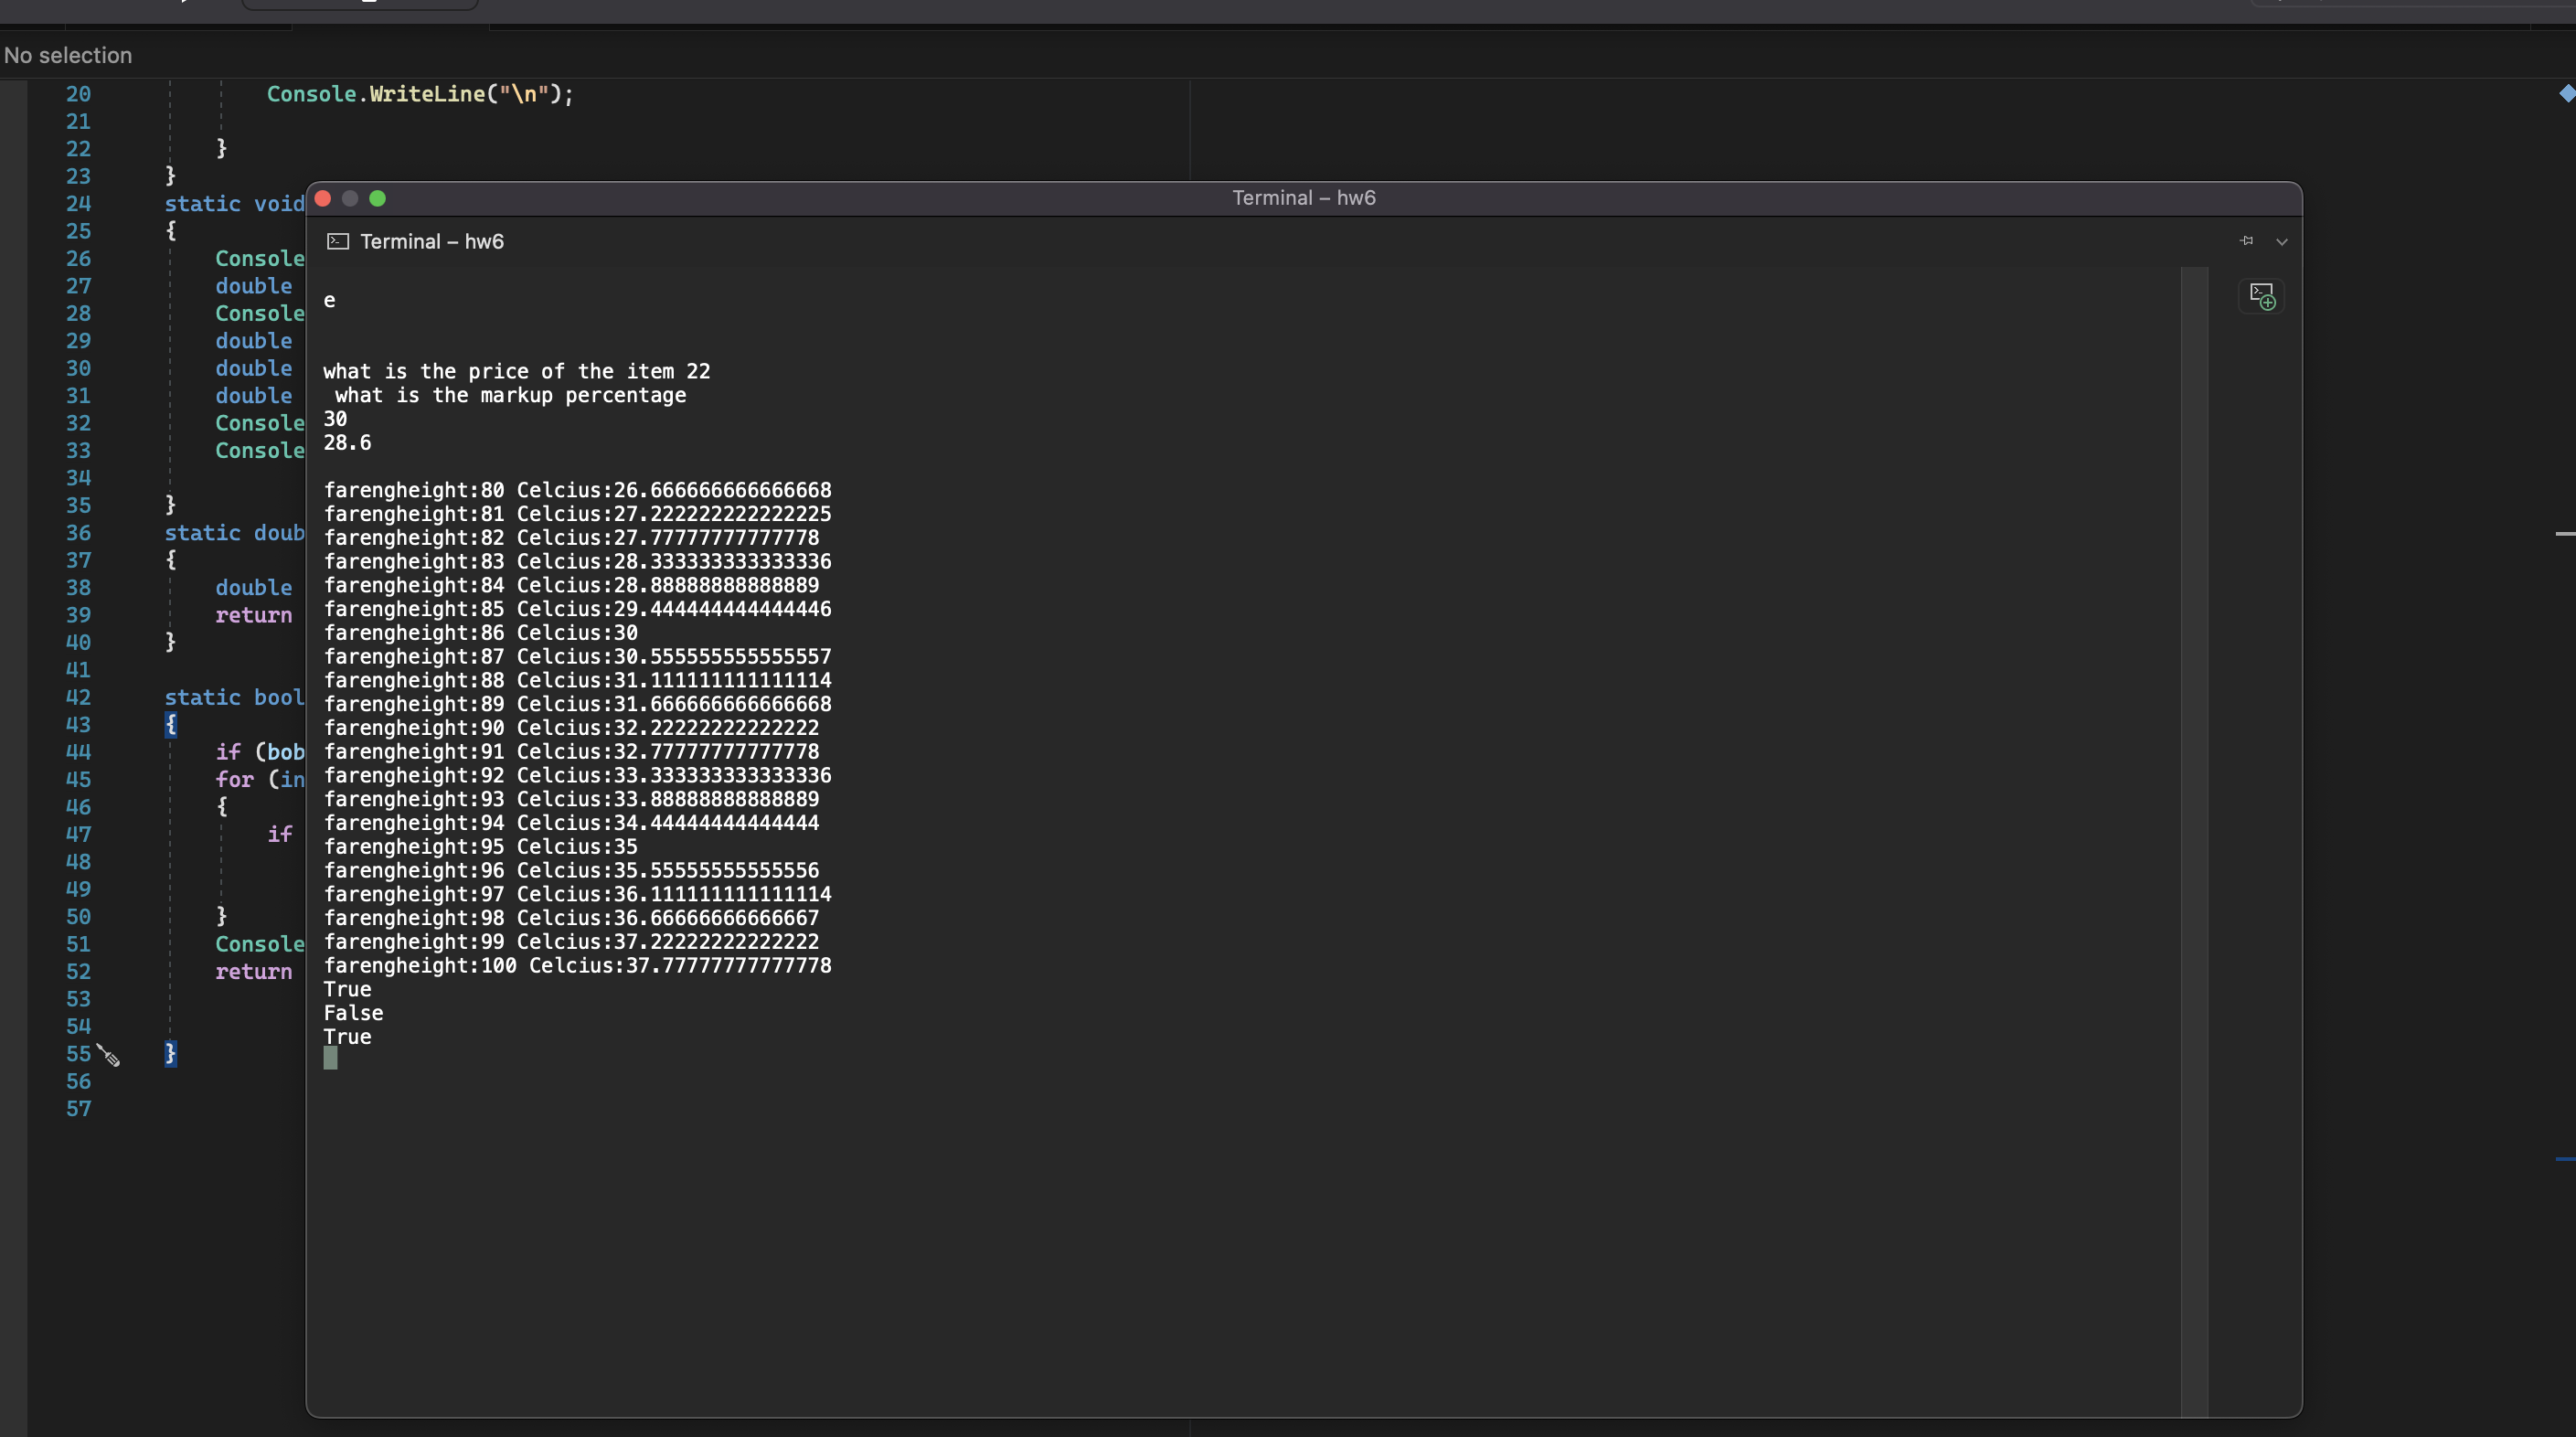 No selection
20 Console.WriteLine("\n");
21
22 }
23 }
24 static void
25 {
26 Console
27 double
28 Console
29 double
30 double
31 double
32 Console
33 Console
34
35 }
36 static doub
37 {
38 double
39 return
40 }
41
42 static bool
43 {
44 if (bob
45 for (in
46 {
47 if
48
49
50 }
51 Console
52 return
53
54
55 }
56
57
Terminal – hw6
Terminal – hw6
e
what is the price of the item 22
what is the markup percentage
30
28.6
farengheight:80 Celcius:26.666666666666668
farengheight:81 Celcius:27.222222222222225
farengheight:82 Celcius:27.77777777777778
farengheight:83 Celcius:28.333333333333336
farengheight:84 Celcius:28.88888888888889
farengheight:85 Celcius:29.444444444444446
farengheight:86 Celcius:30
farengheight:87 Celcius:30.555555555555557
farengheight:88 Celcius:31.111111111111114
farengheight:89 Celcius:31.666666666666668
farengheight:90 Celcius:32.22222222222222
farengheight:91 Celcius:32.77777777777778
farengheight:92 Celcius:33.333333333333336
farengheight:93 Celcius:33.88888888888889
farengheight:94 Celcius:34.44444444444444
farengheight:95 Celcius:35
farengheight:96 Celcius:35.55555555555556
farengheight:97 Celcius:36.111111111111114
farengheight:98 Celcius:36.66666666666667
farengheight:99 Celcius:37.22222222222222
farengheight:100 Celcius:37.77777777777778
True
False
True